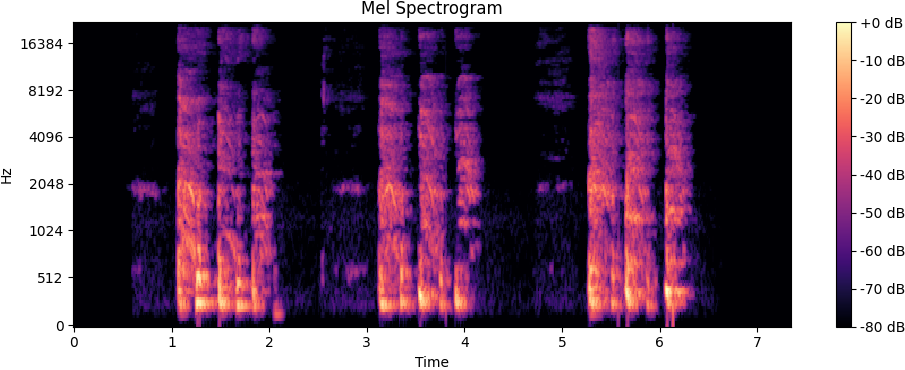 Mel Spectrogram
Hz
16384
8192
4096
2048
1024
512
0
0 1 2 3 4 5 6 7
Time
+0 dB
-10 dB
-20 dB
-30 dB
-40 dB
-50 dB
-60 dB
-70 dB
-80 dB